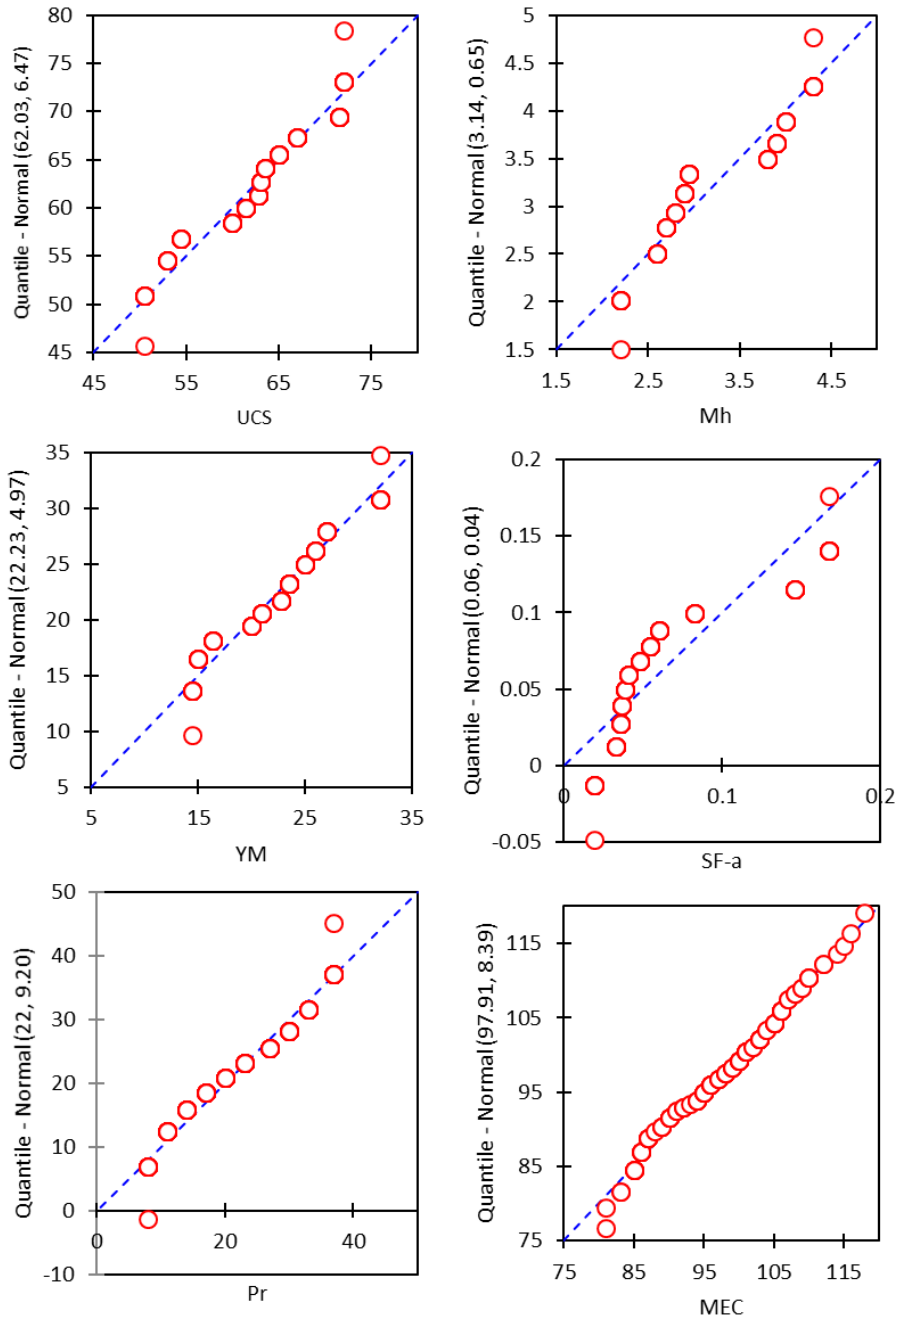 Quantile - Normal (62.03, 6.47)
80
75
70
65
60
55
50
45
45 55 65 75
UCS
Quantile - Normal (3.14, 0.65)
5
4.5
4
3.5
3
2.5
2
1.5
1.5 2.5 3.5 4.5
Mh
Quantile - Normal (22.23, 4.97)
35
30
25
20
15
10
5
5 15 25 35
YM
Quantile - Normal (0.06, 0.04)
0.2
0.15
0.1
0.05
0
-0.05
0 0.1 0.2
SF-a
Quantile - Normal (22, 9.20)
50
40
30
20
10
0
-10
0 20 40
Pr
Quantile - Normal (97.91, 8.39)
115
105
95
85
75
75 85 95 105 115
MEC